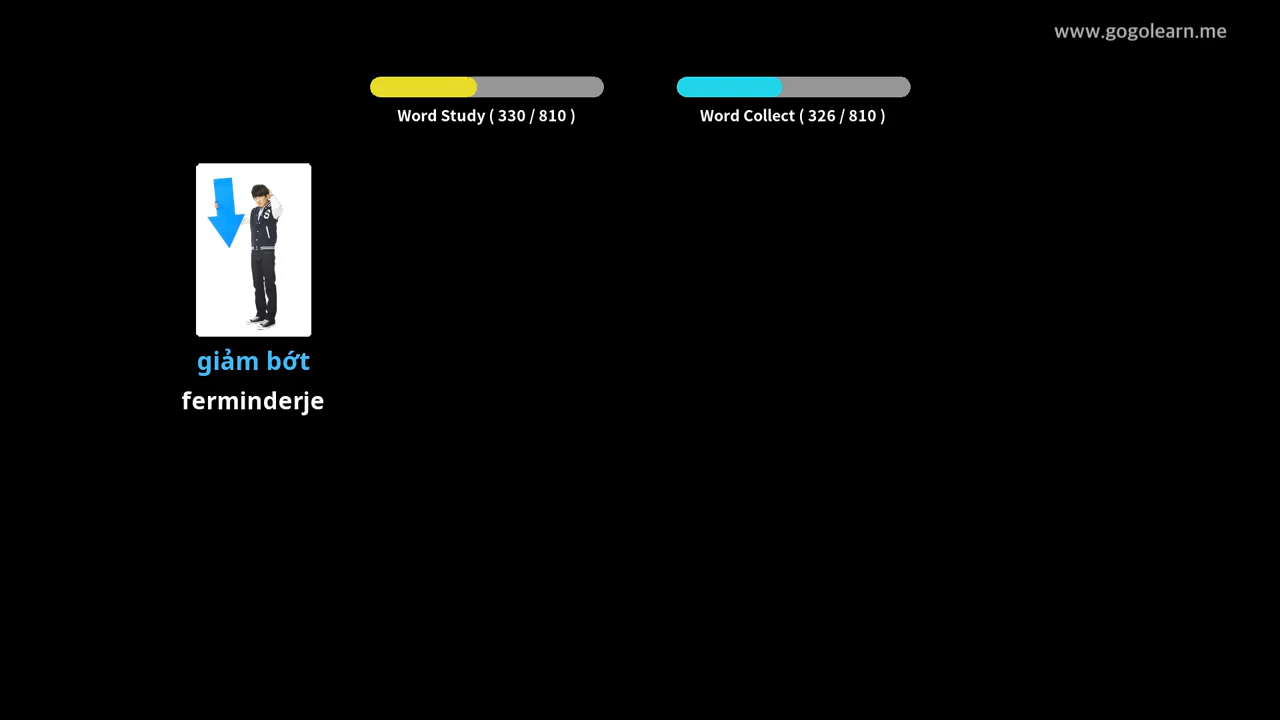 www.gogolearn.me
Word Study ( 330 / 810 )
Word Collect ( 326 / 810 )
S
giảm bớt
ferminderje